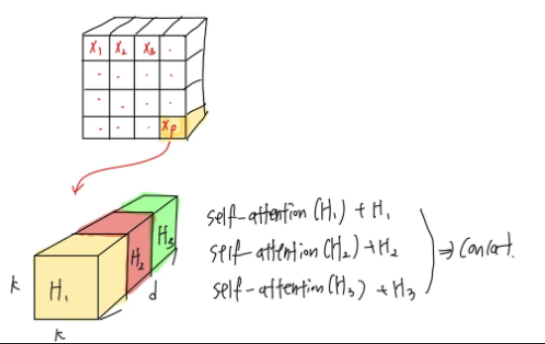 x₁ x₂ x₃ .
. . . .
. . . .
. . . xₚ
self-attention (H₁) + H₁
self-attention (H₂) + H₂
self-attention (H₃) + H₃
⇒ Concat.
H₁ H₂ H₃
k
d
k